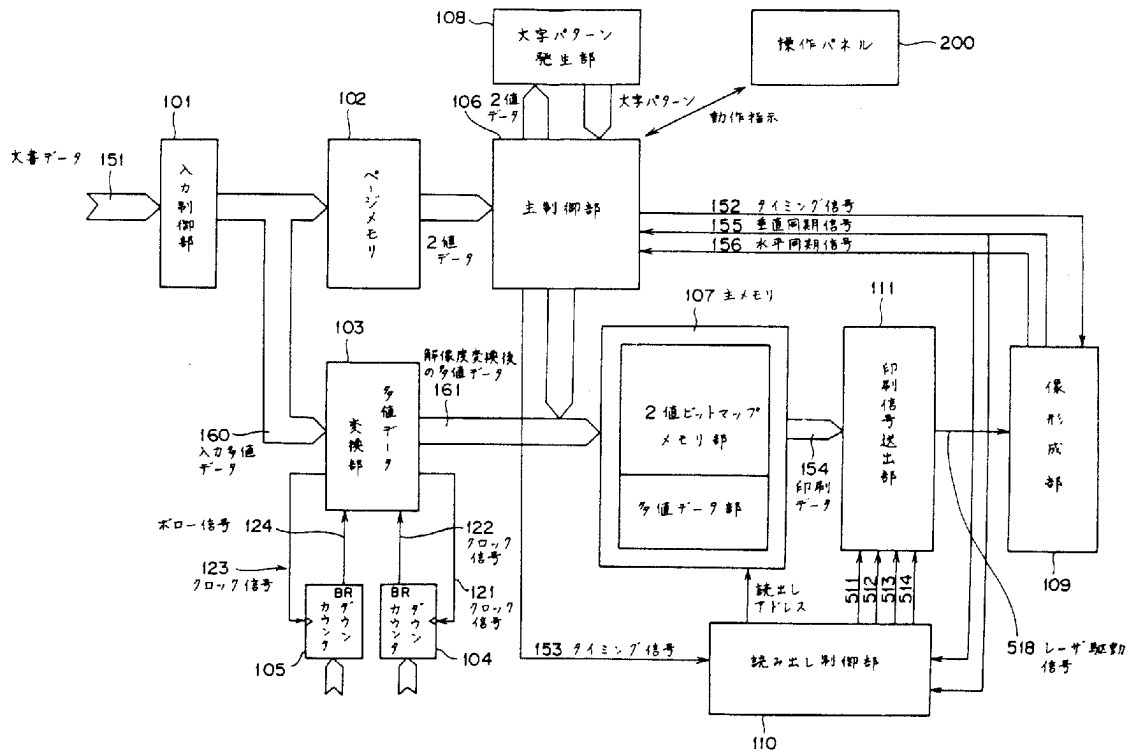 108
文字パターン
発生部
操作パネル
200
101
102
106
2値
データ
文字パターン
動作指示
文書データ
151
入力制御部
ページメモリ
2値
データ
主制御部
152 タイミング信号
155 垂直同期信号
156 水平同期信号
103
解像度変換後
の多値データ
161
107 主メモリ
111
多値データ
変換部
160
入力多値
データ
2値ビットマップ
メモリ部
多値データ部
154
印刷
データ
印刷信号送出部
像形成部
109
ボロー信号 124
122
クロック
信号
123
クロック信号
121
クロック
信号
BR
ダウン
カウンタ
105
BR
ダウン
カウンタ
104
読出し
アドレス
511
512
513
514
153 タイミング信号
読み出し制御部
110
518 レーザ駆動
信号